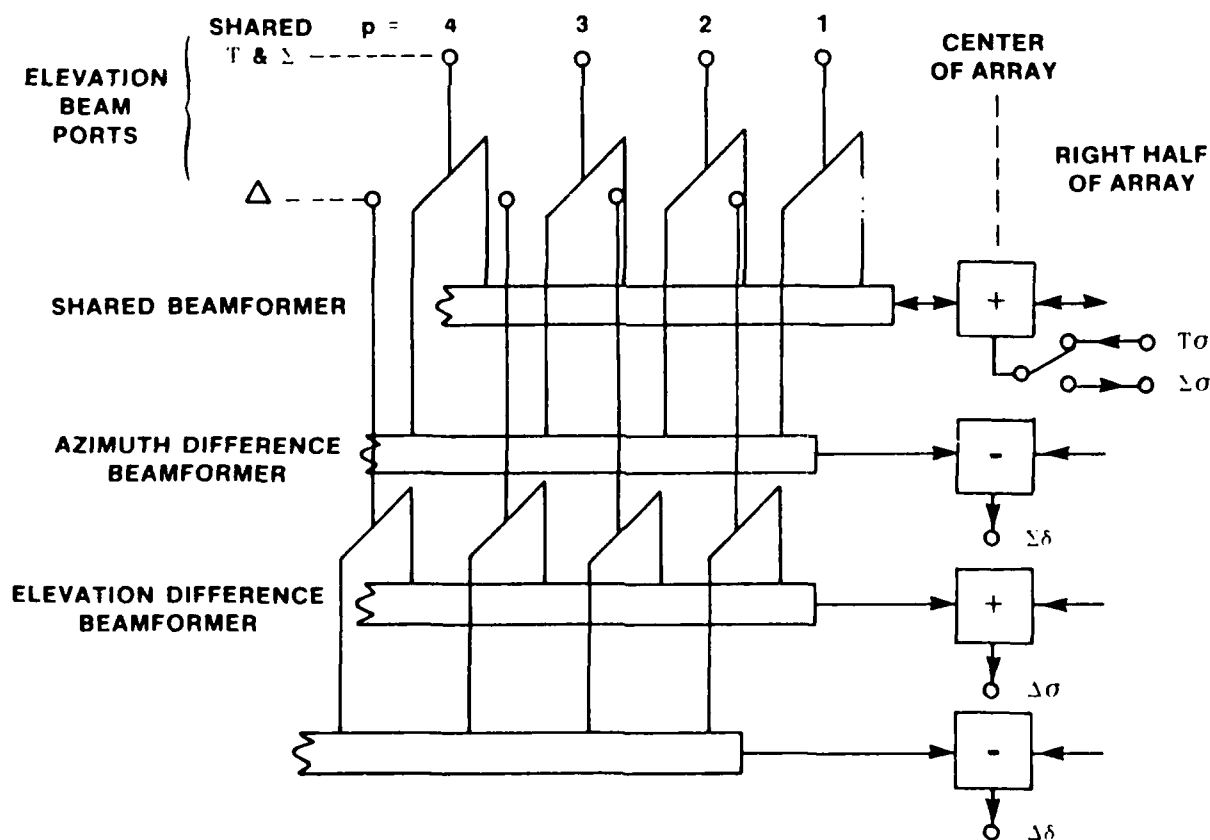 SHARED p = 4 3 2 1
T & Σ
ELEVATION
BEAM
PORTS
CENTER
OF ARRAY
RIGHT HALF
OF ARRAY
Δ
SHARED BEAMFORMER
+
Tσ
Σσ
AZIMUTH DIFFERENCE
BEAMFORMER
-
Σδ
ELEVATION DIFFERENCE
BEAMFORMER
+
Δσ
-
Δδ